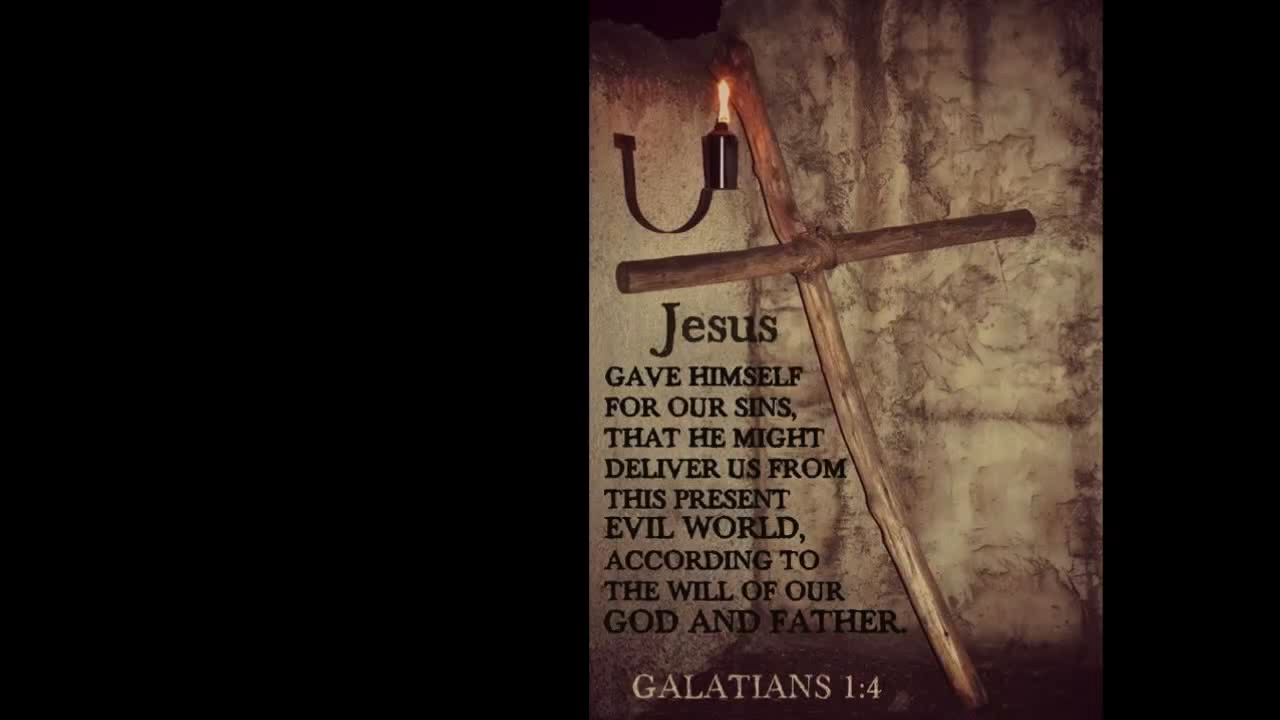 Jesus
GAVE HIMSELF
FOR OUR SINS,
THAT HE MIGHT
DELIVER US FROM
THIS PRESENT
EVIL WORLD,
ACCORDING TO
THE WILL OF OUR
GOD AND FATHER.
GALATIANS 1:4